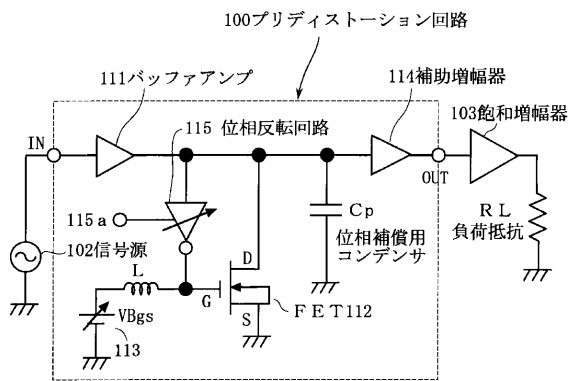 100プリディストーション回路
111バッファアンプ
114補助増幅器
103飽和増幅器
115 位相反転回路
IN
OUT
115a
Cp
位相補償用
コンデンサ
RL
負荷抵抗
102信号源
L
D
G
S
VBgs
FET112
113